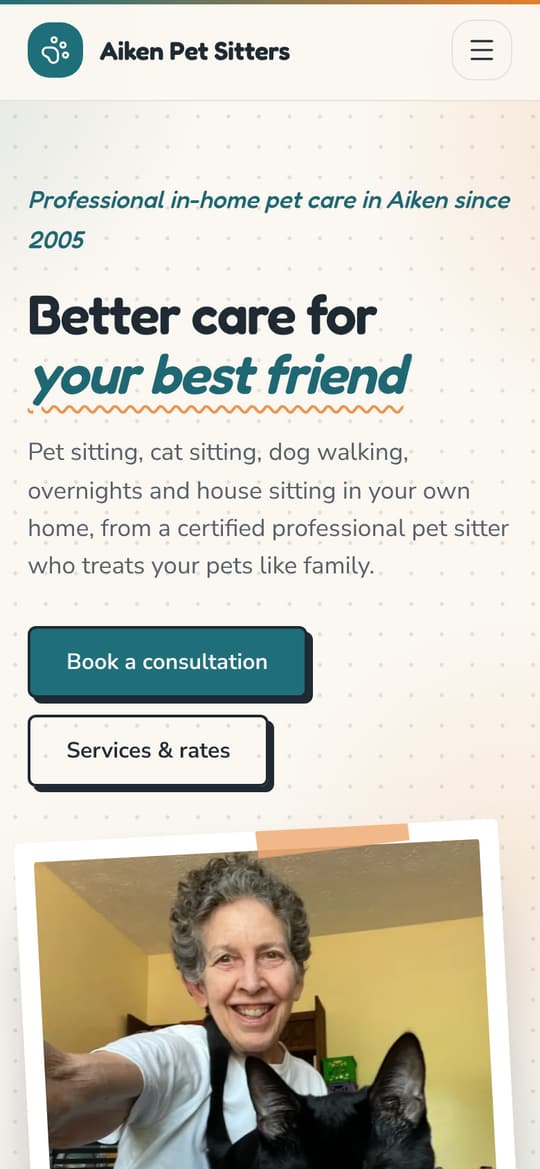 Aiken Pet Sitters
Professional in-home pet care in Aiken since
2005
Better care for
your best friend
Pet sitting, cat sitting, dog walking,
overnights and house sitting in your own
home, from a certified professional pet sitter
who treats your pets like family.
Book a consultation
Services & rates